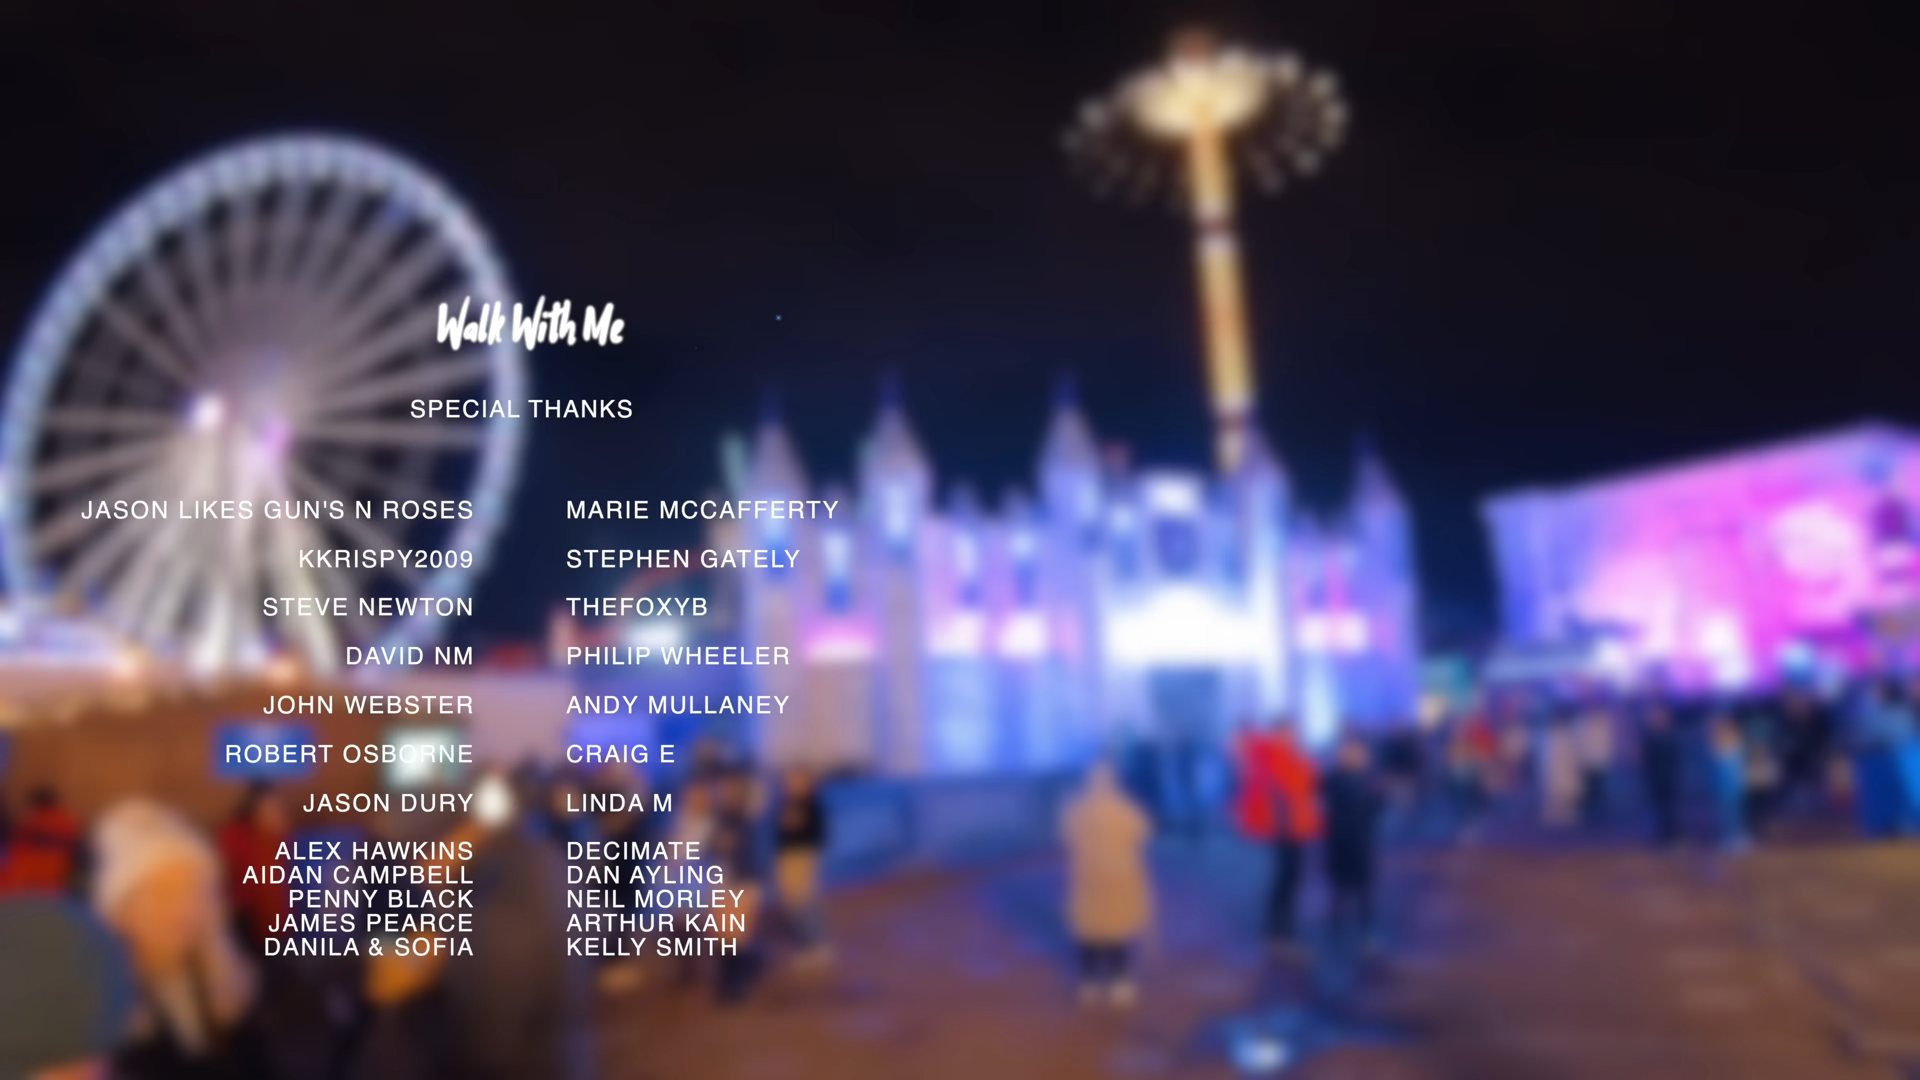 Walk With Me
SPECIAL THANKS
JASON LIKES GUN'S N ROSES MARIE MCCAFFERTY
KKRISPY2009 STEPHEN GATELY
STEVE NEWTON THEFOXYB
DAVID NM PHILIP WHEELER
JOHN WEBSTER ANDY MULLANEY
ROBERT OSBORNE CRAIG E
JASON DURY LINDA M
ALEX HAWKINS DECIMATE
AIDAN CAMPBELL DAN AYLING
PENNY BLACK NEIL MORLEY
JAMES PEARCE ARTHUR KAIN
DANILA & SOFIA KELLY SMITH